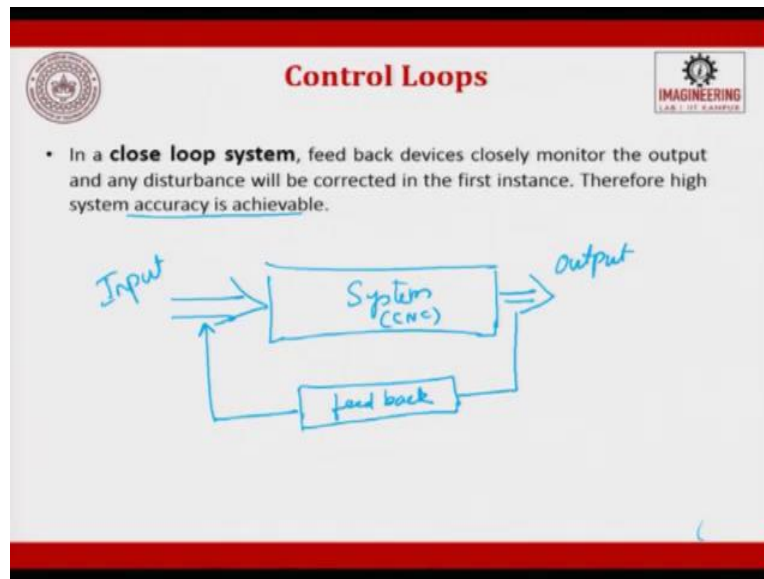 Control Loops
IMAGINEERING
LAB | IIT KANPUR
• In a close loop system, feed back devices closely monitor the output
and any disturbance will be corrected in the first instance. Therefore high
system accuracy is achievable.
Input
System
(CNC)
output
feed back